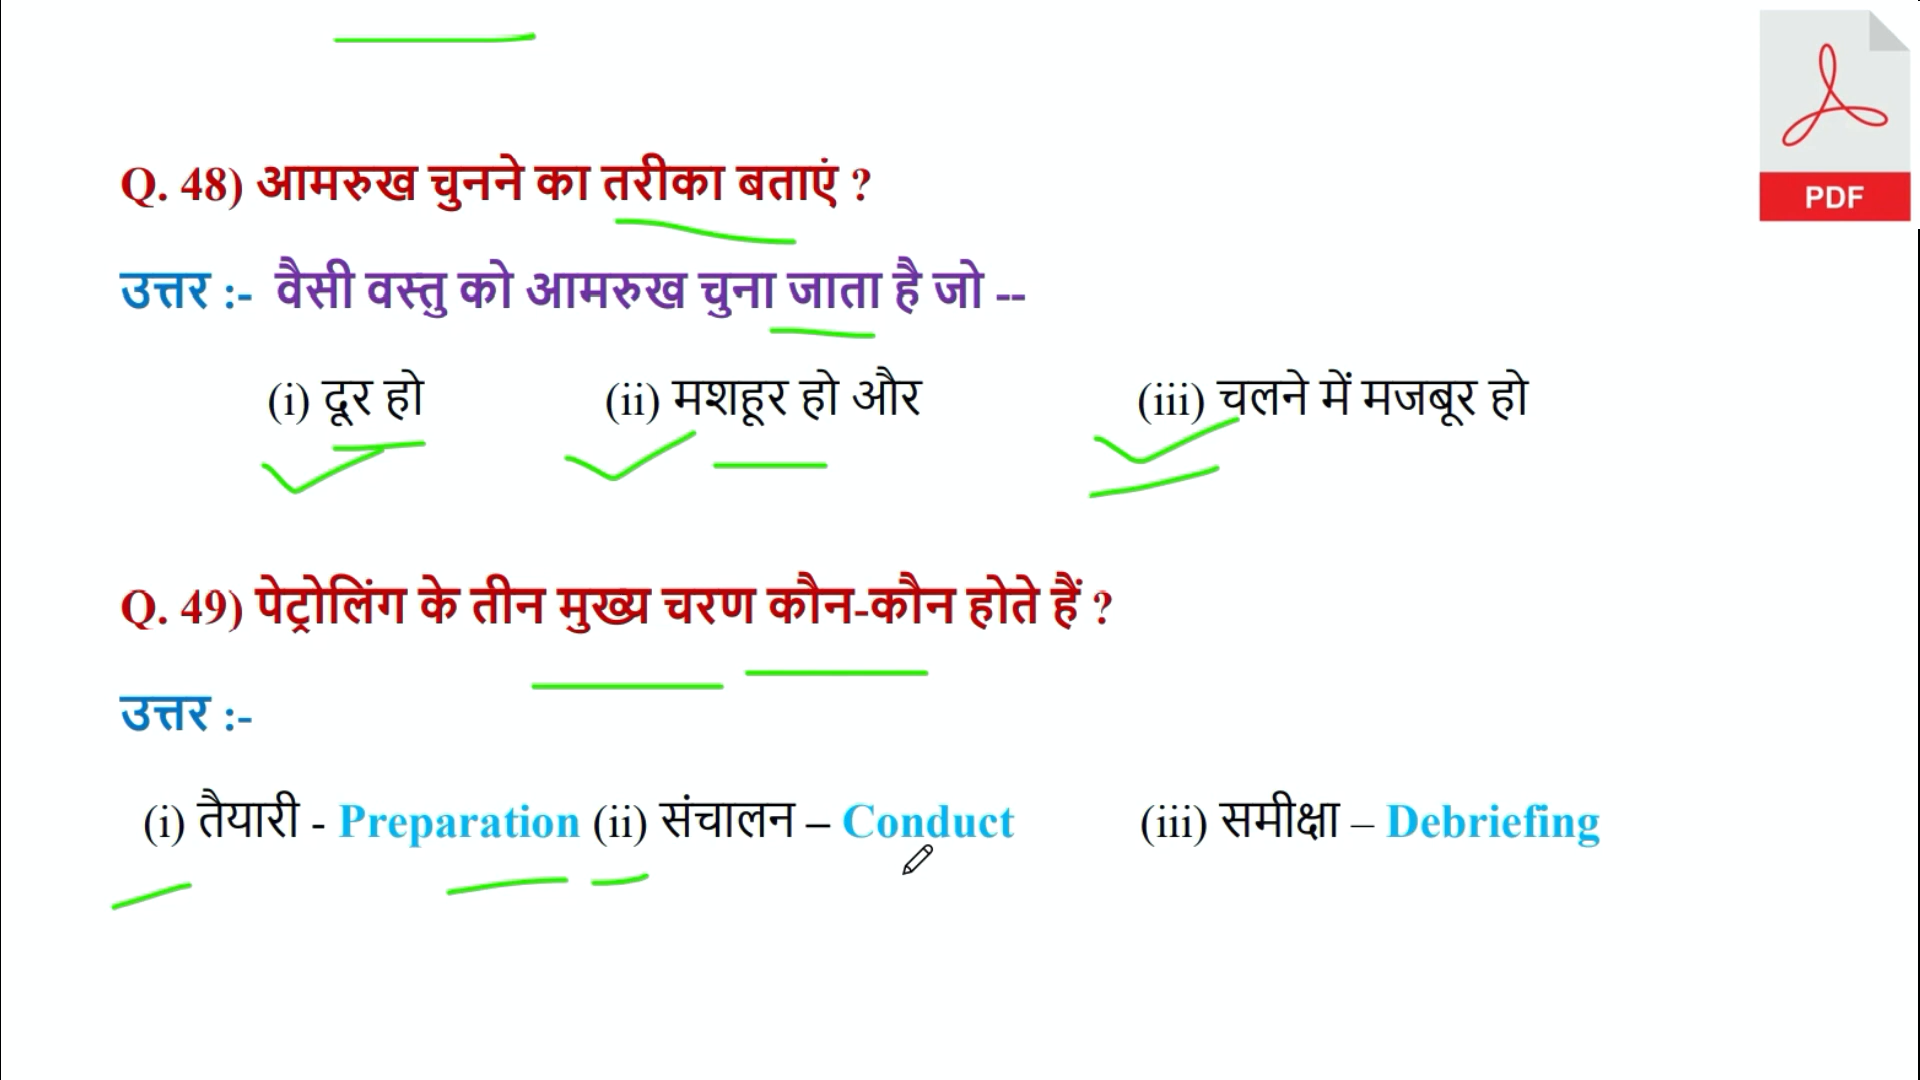 PDF
Q. 48) आमरुख चुनने का तरीका बताएं ?
उत्तर :- वैसी वस्तु को आमरुख चुना जाता है जो --
(i) दूर हो (ii) मशहूर हो और (iii) चलने में मजबूर हो
Q. 49) पेट्रोलिंग के तीन मुख्य चरण कौन-कौन होते हैं ?
उत्तर :-
(i) तैयारी - Preparation (ii) संचालन – Conduct (iii) समीक्षा – Debriefing